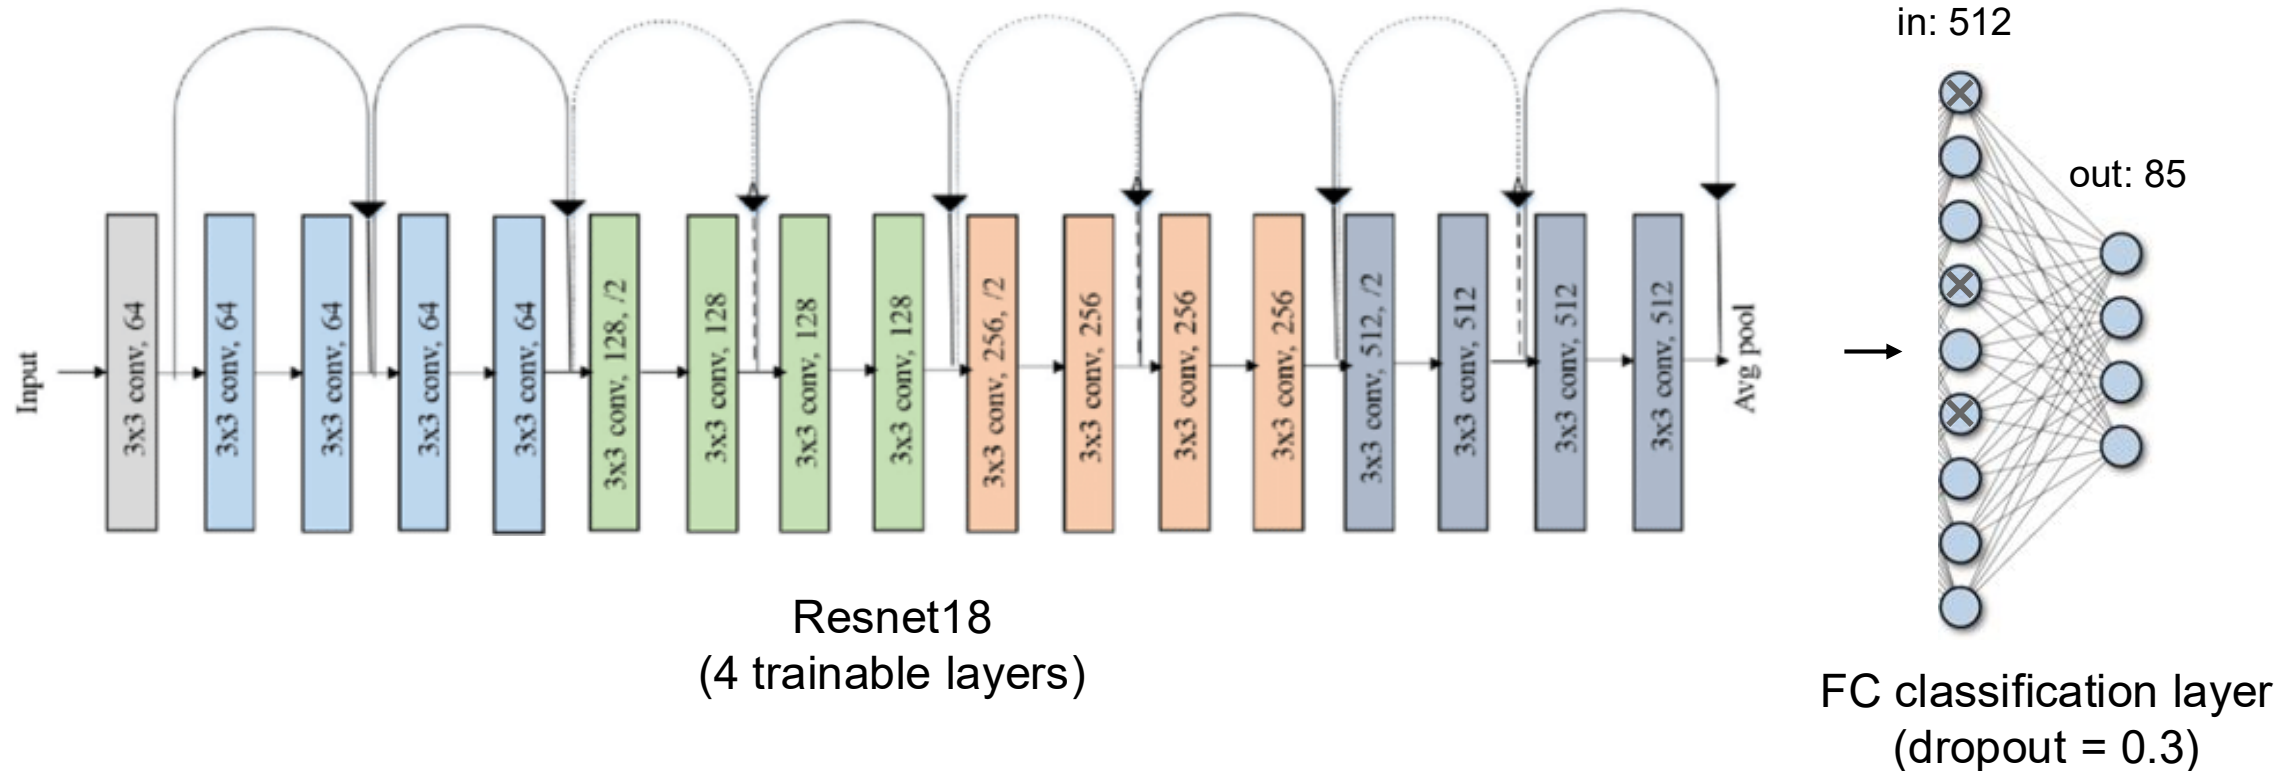 Input
3x3 conv, 64
3x3 conv, 64
3x3 conv, 64
3x3 conv, 64
3x3 conv, 64
3x3 conv, 128, /2
3x3 conv, 128
3x3 conv, 128
3x3 conv, 128
3x3 conv, 256, /2
3x3 conv, 256
3x3 conv, 256
3x3 conv, 256
3x3 conv, 512, /2
3x3 conv, 512
3x3 conv, 512
3x3 conv, 512
Avg pool
in: 512
out: 85
Resnet18
(4 trainable layers)
FC classification layer
(dropout = 0.3)